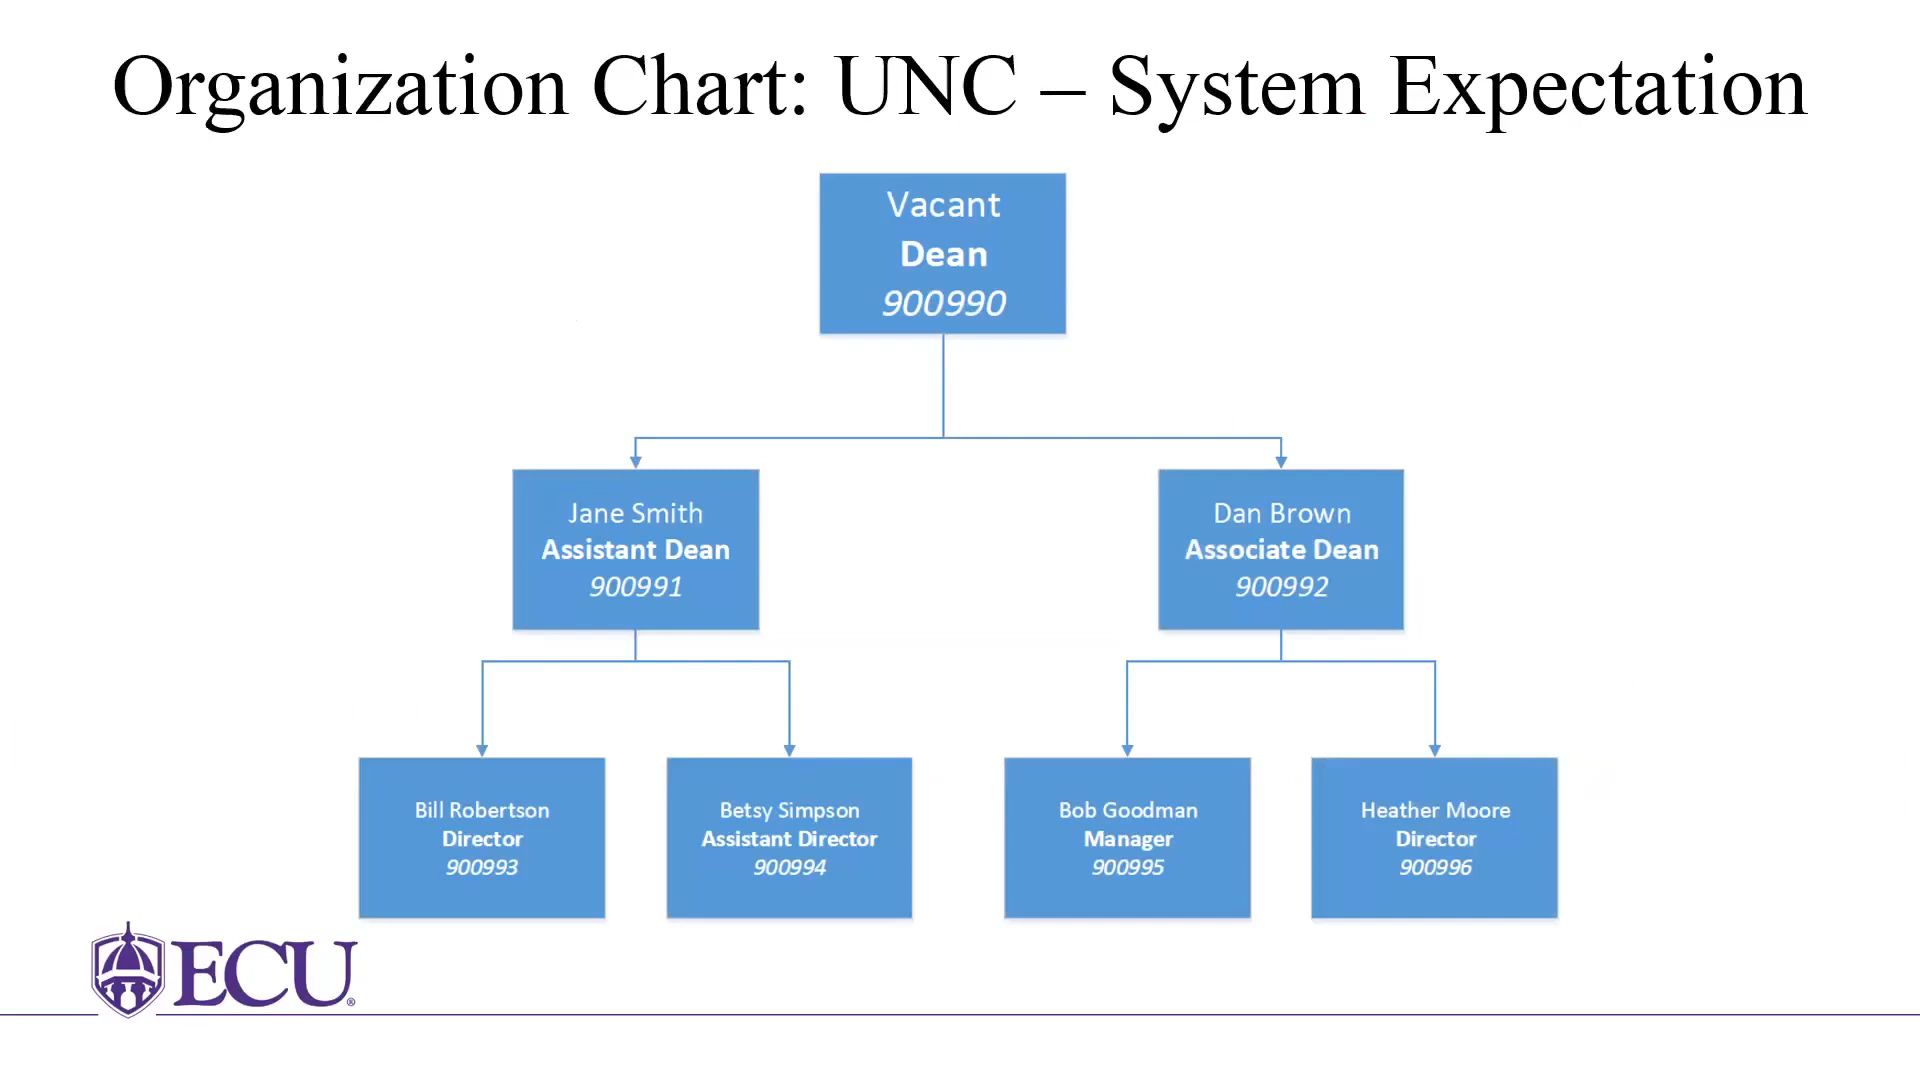 Organization Chart: UNC – System Expectation
Vacant
Dean
900990
Jane Smith
Assistant Dean
900991
Dan Brown
Associate Dean
900992
Bill Robertson
Director
900993
Betsy Simpson
Assistant Director
900994
Bob Goodman
Manager
900995
Heather Moore
Director
900996
ECU®